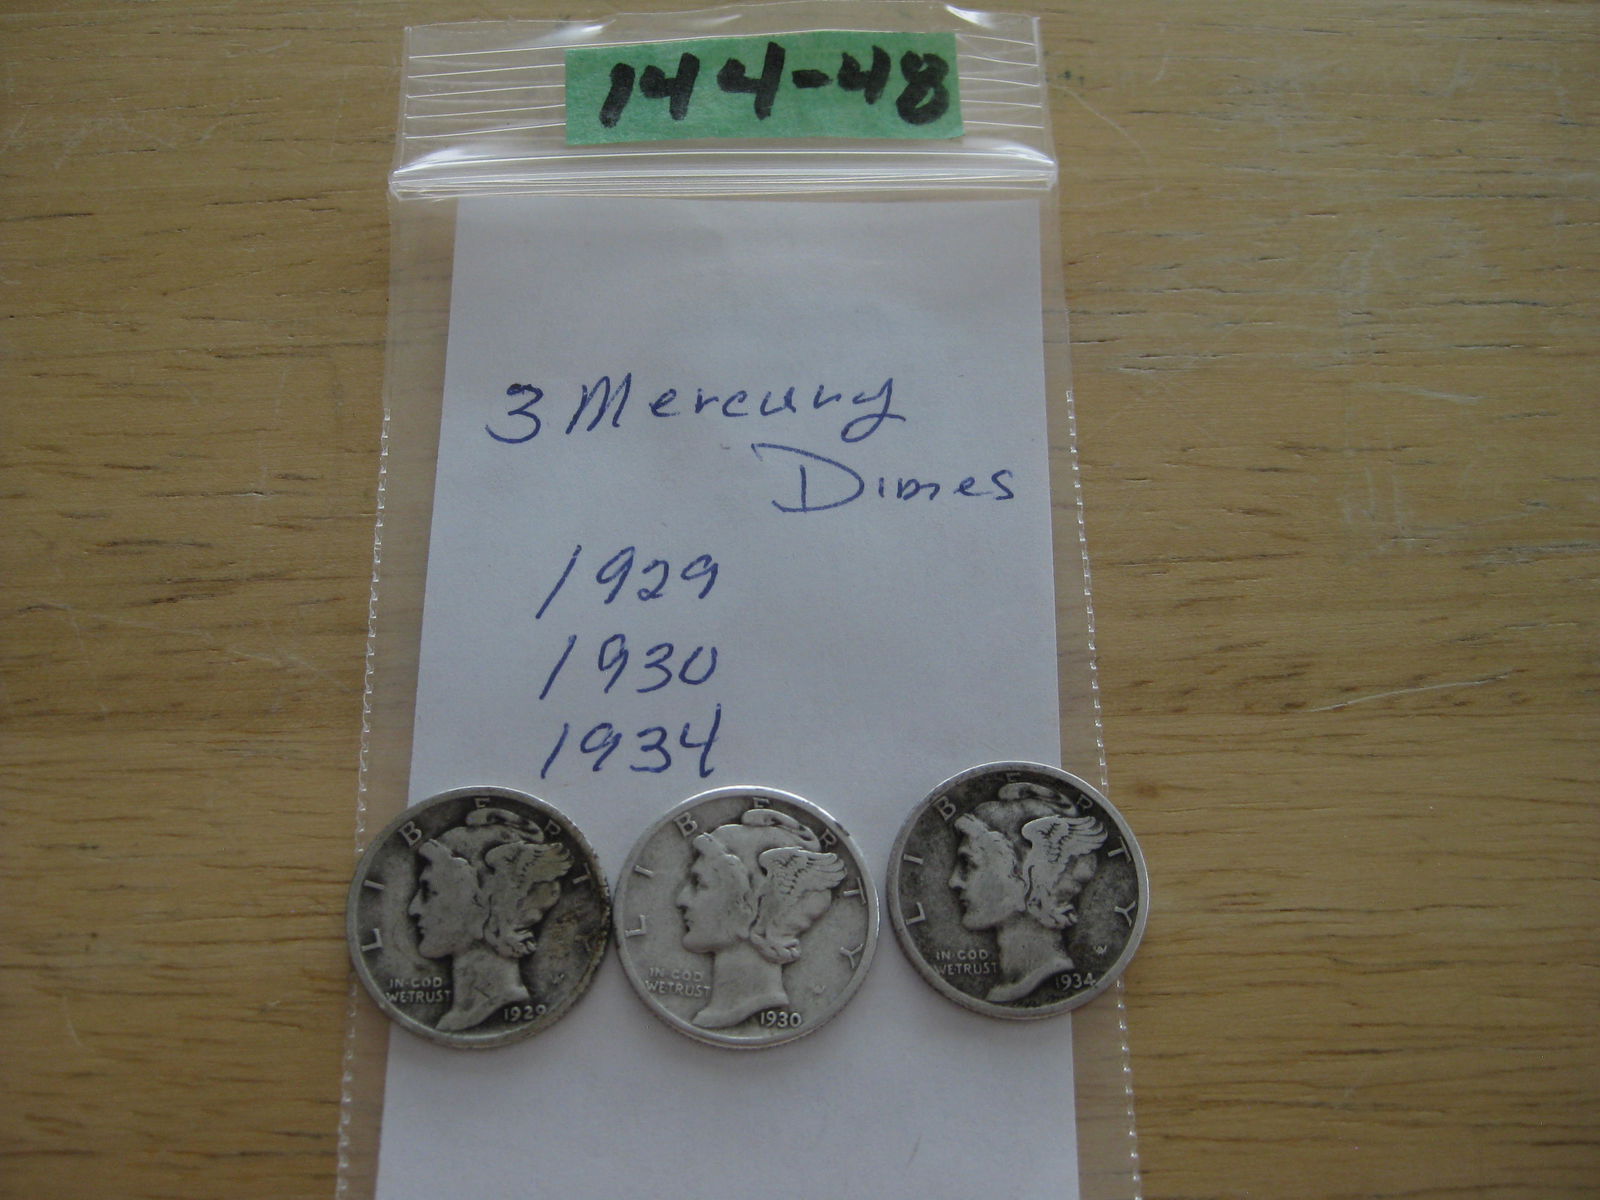 144-48
3 Mercury
Dimes
1929
1930
1934
LIBERTY
IN GOD
WE TRUST
1929
LIBERTY
IN GOD
WE TRUST
1930
LIBERTY
IN GOD
WE TRUST
1934